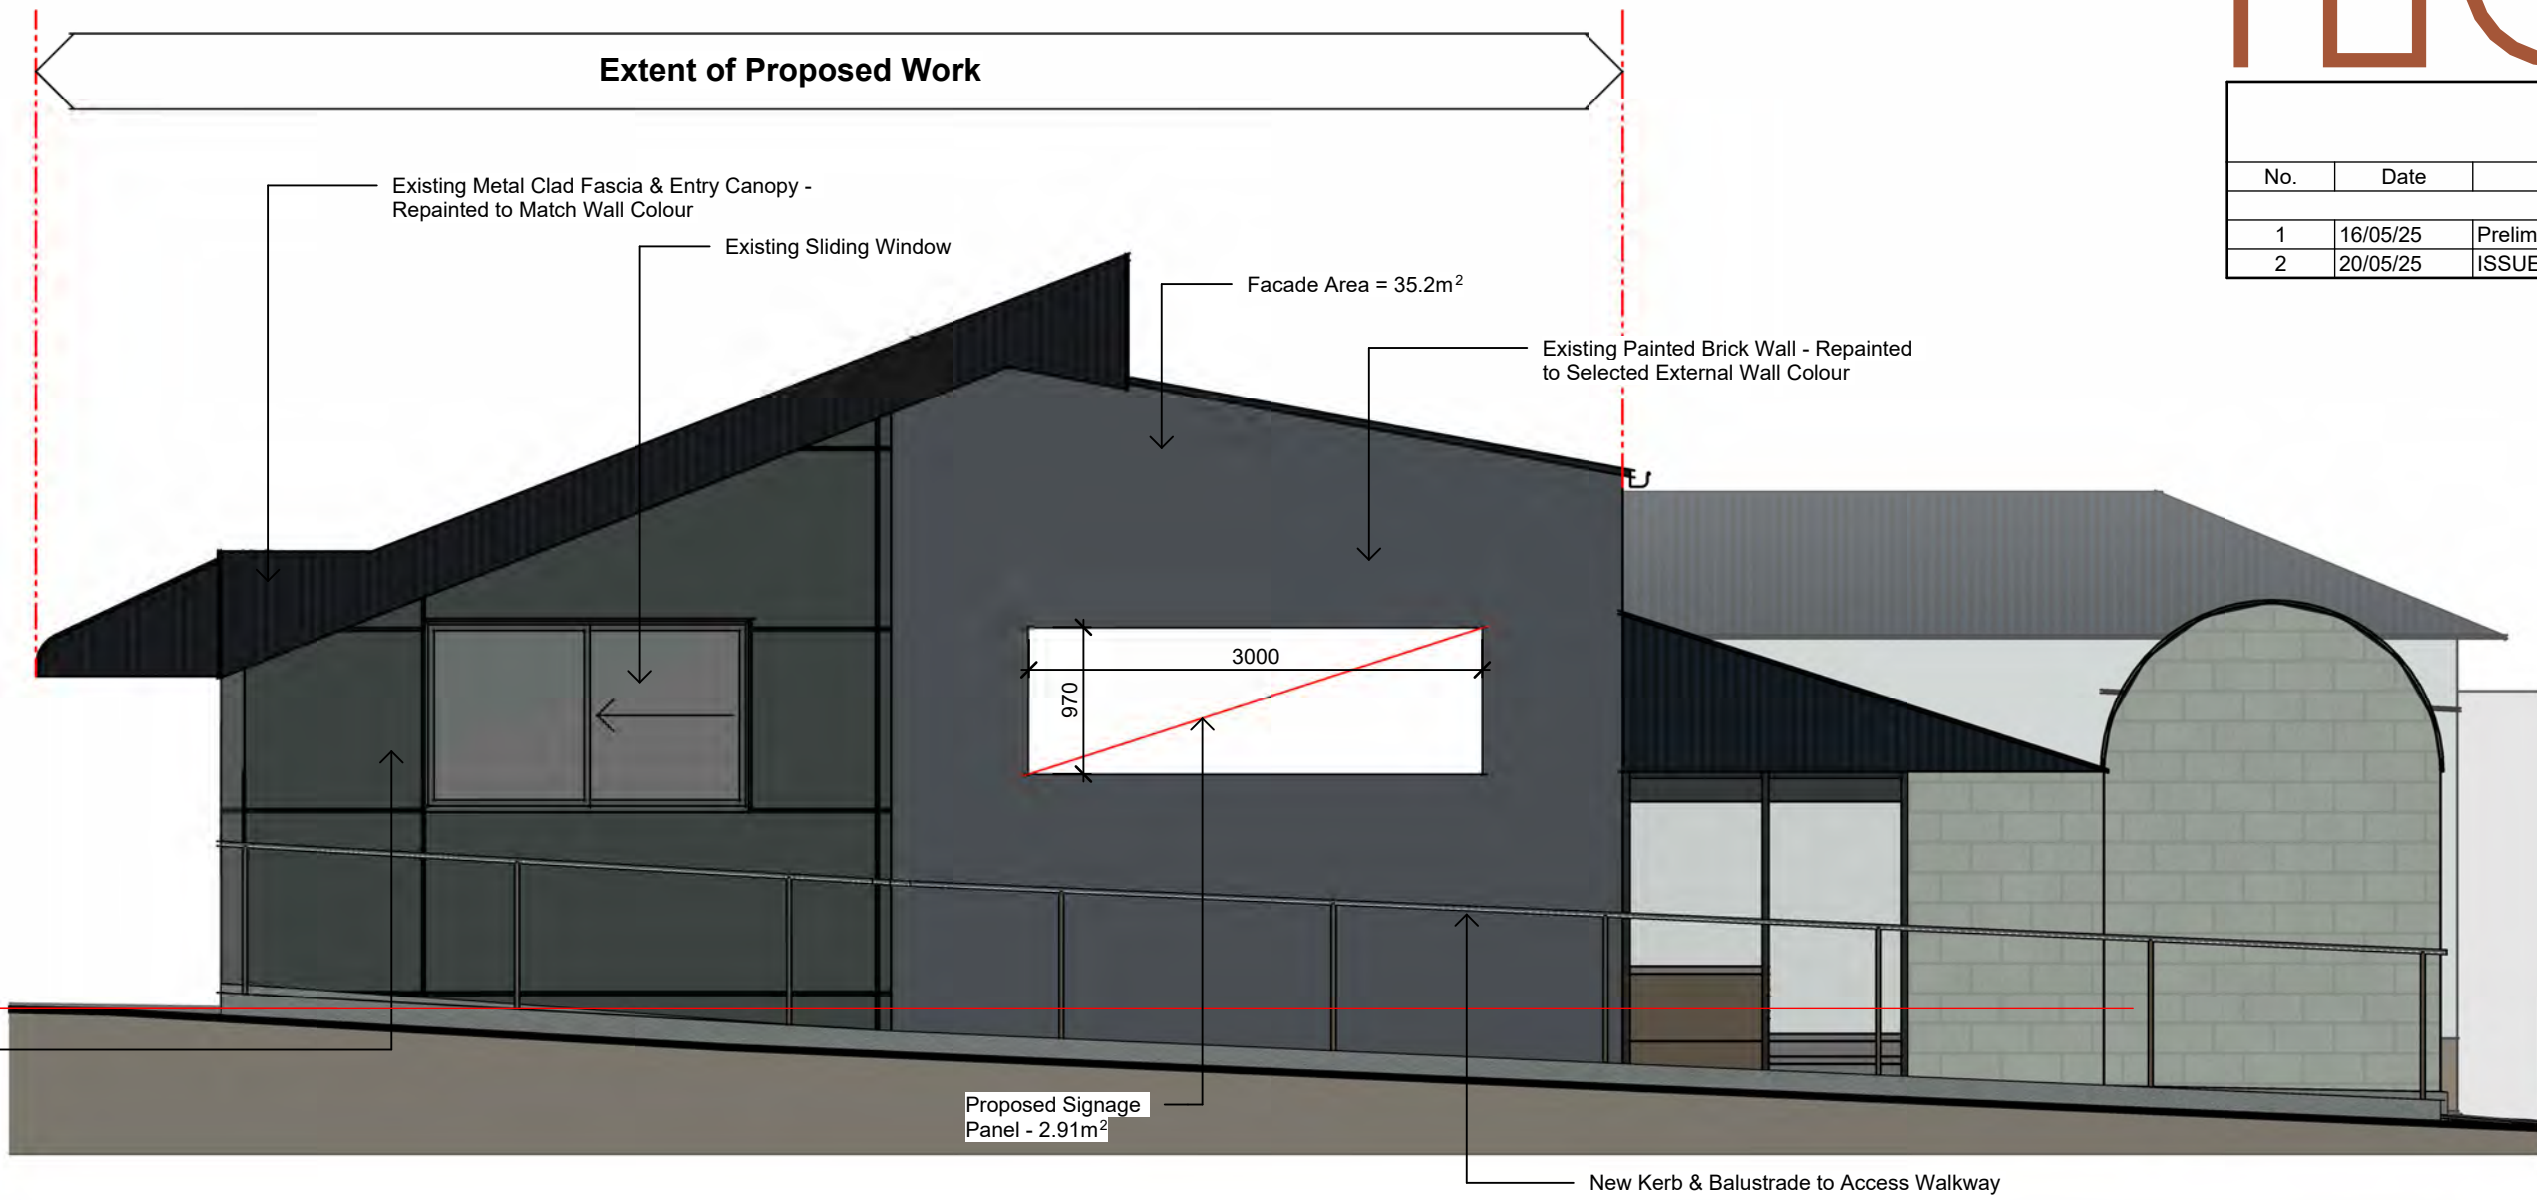 Extent of Proposed Work
No. Date
1 16/05/25 Prelim
2 20/05/25 ISSUE
Existing Metal Clad Fascia & Entry Canopy -
Repainted to Match Wall Colour
Existing Sliding Window
Facade Area = 35.2m²
Existing Painted Brick Wall - Repainted
to Selected External Wall Colour
3000
970
Proposed Signage
Panel - 2.91m²
New Kerb & Balustrade to Access Walkway